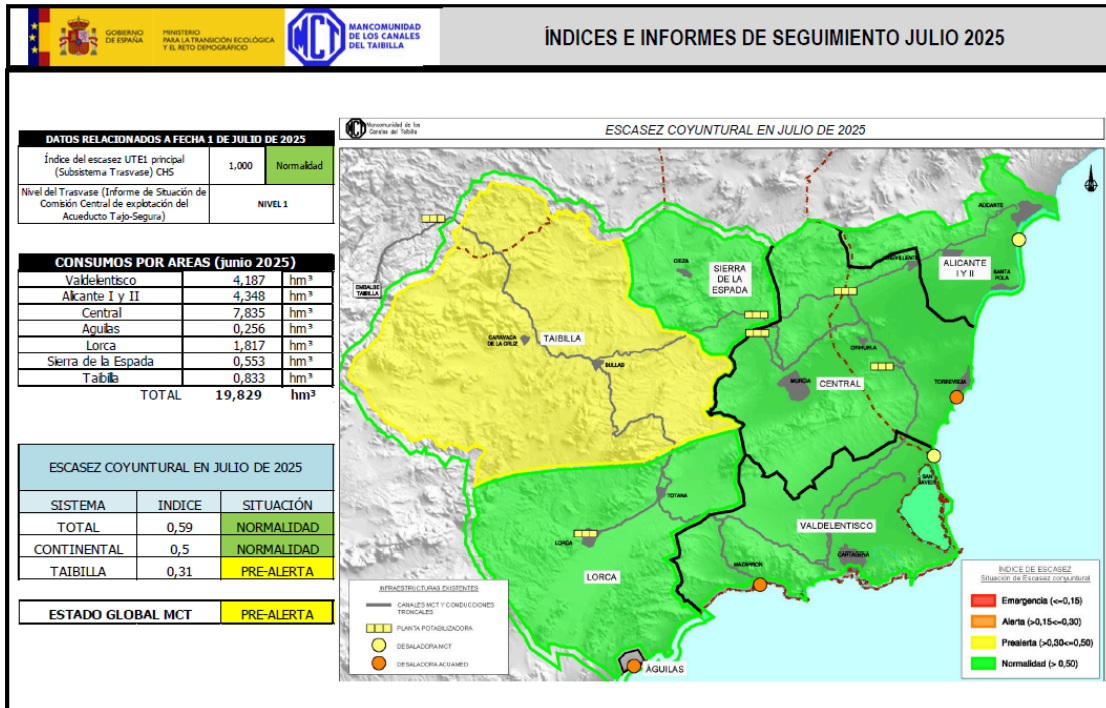 GOBIERNO
DE ESPAÑA
MINISTERIO
PARA LA TRANSICIÓN ECOLÓGICA
Y EL RETO DEMOGRÁFICO
MCT
MANCOMUNIDAD
DE LOS CANALES
DEL TAIBILLA
ÍNDICES E INFORMES DE SEGUIMIENTO JULIO 2025
DATOS RELACIONADOS A FECHA 1 DE JULIO DE 2025
Índice del escasez UTE1 principal
(Subsistema Trasvase) CHS
1,000
Normalidad
Nivel del Trasvase (Informe de Situación de
Comisión Central de explotación del
Acueducto Tajo-Segura)
NIVEL 1
CONSUMOS POR AREAS (junio 2025)
Valdelentisco 4,187 hm³
Alicante I y II 4,348 hm³
Central 7,835 hm³
Aguilas 0,256 hm³
Lorca 1,817 hm³
Sierra de la Espada 0,553 hm³
Taibilla 0,833 hm³
TOTAL 19,829 hm³
ESCASEZ COYUNTURAL EN JULIO DE 2025
SISTEMA INDICE SITUACIÓN
TOTAL 0,59 NORMALIDAD
CONTINENTAL 0,5 NORMALIDAD
TAIBILLA 0,31 PRE-ALERTA
ESTADO GLOBAL MCT PRE-ALERTA
MCT
Mancomunidad de los
Canales del Taibilla
ESCASEZ COYUNTURAL EN JULIO DE 2025
ALICANTE
CIEZA
SIERRA
DE LA
ESPADA
CREVILLENTE
ALICANTE
I Y II
SANTA
POLA
EMBALSE
TAIBILLA
CARAVACA
DE LA CRUZ
TAIBILLA
BULLAS
ORIHUELA
MURCIA
CENTRAL
TORREVIEJA
SAN
JAVIER
TOTANA
VALDELENTISCO
LORCA
CARTAGENA
MAZARRON
LORCA
ÁGUILAS
INFRAESTRUCTURAS EXISTENTES
CANALES MCT Y CONDUCCIONES
TRONCALES
PLANTA POTABILIZADORA
DESALADORA MCT
DESALADORA ACUAMED
ÍNDICE DE ESCASEZ
Situación de Escasez coyuntural
Emergencia (<=0,15)
Alerta (>0,15<=0,30)
Prealerta (>0,30<=0,50)
Normalidad (> 0,50)